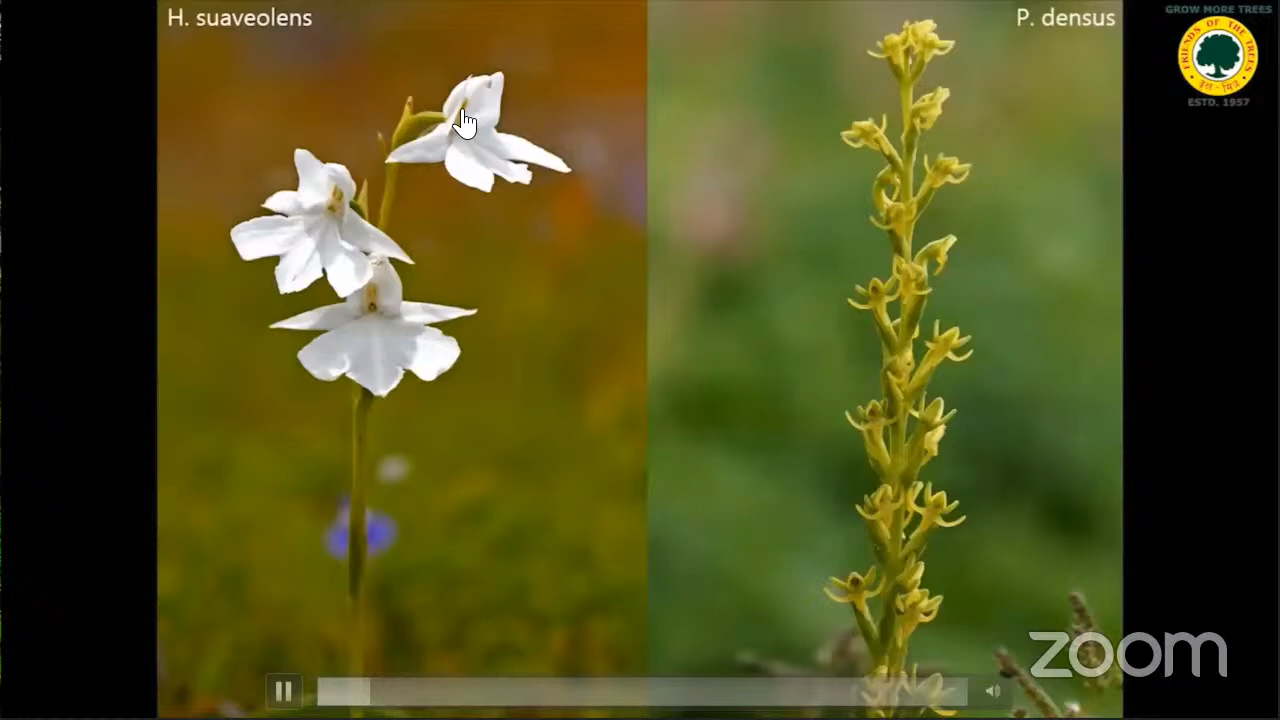 H. suaveolens
P. densus
GROW MORE TREES
FRIENDS OF THE TREES
ESTD. 1957
zoom